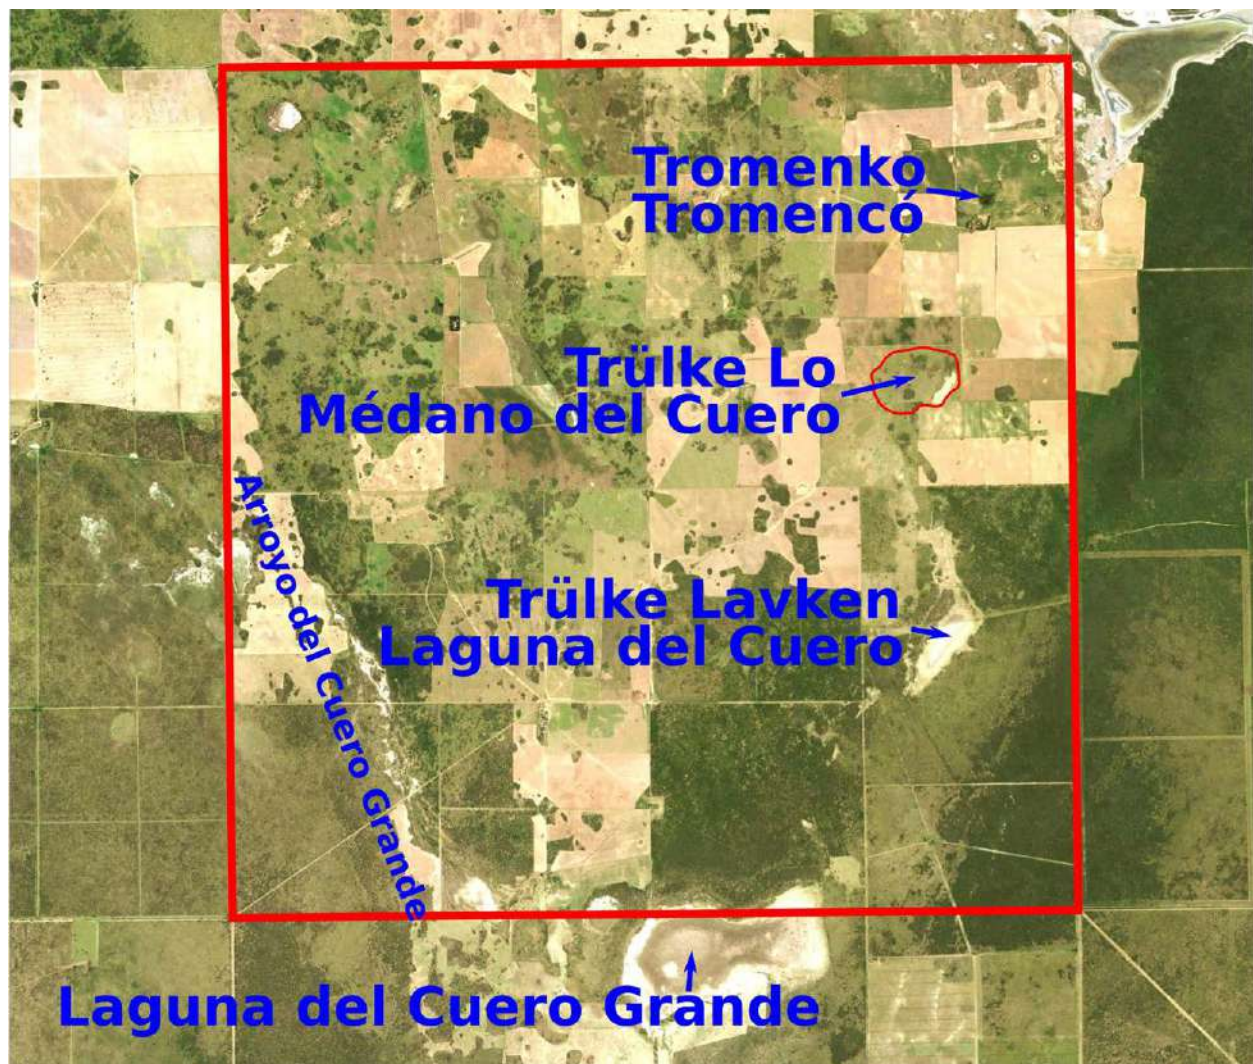 Tromenko
Tromencó
Trülke Lo
Médano del Cuero
Arroyo del Cuero Grande
Trülke Lavken
Laguna del Cuero
Laguna del Cuero Grande